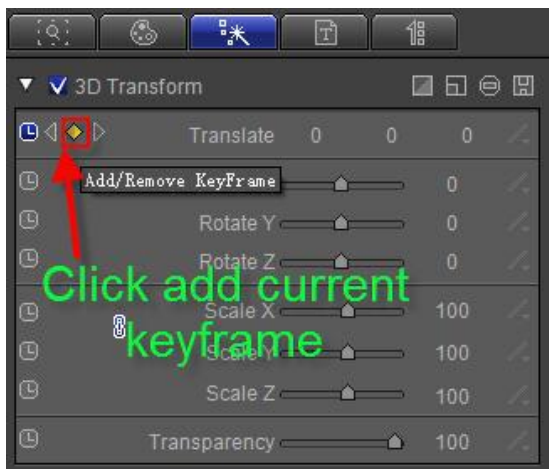 3D Transform
Translate 0 0 0
Add/Remove KeyFrame 0
Rotate Y 0
Rotate Z 0
Click add current
Scale X 100
keyframe
Scale Y 100
Scale Z 100
Transparency 100